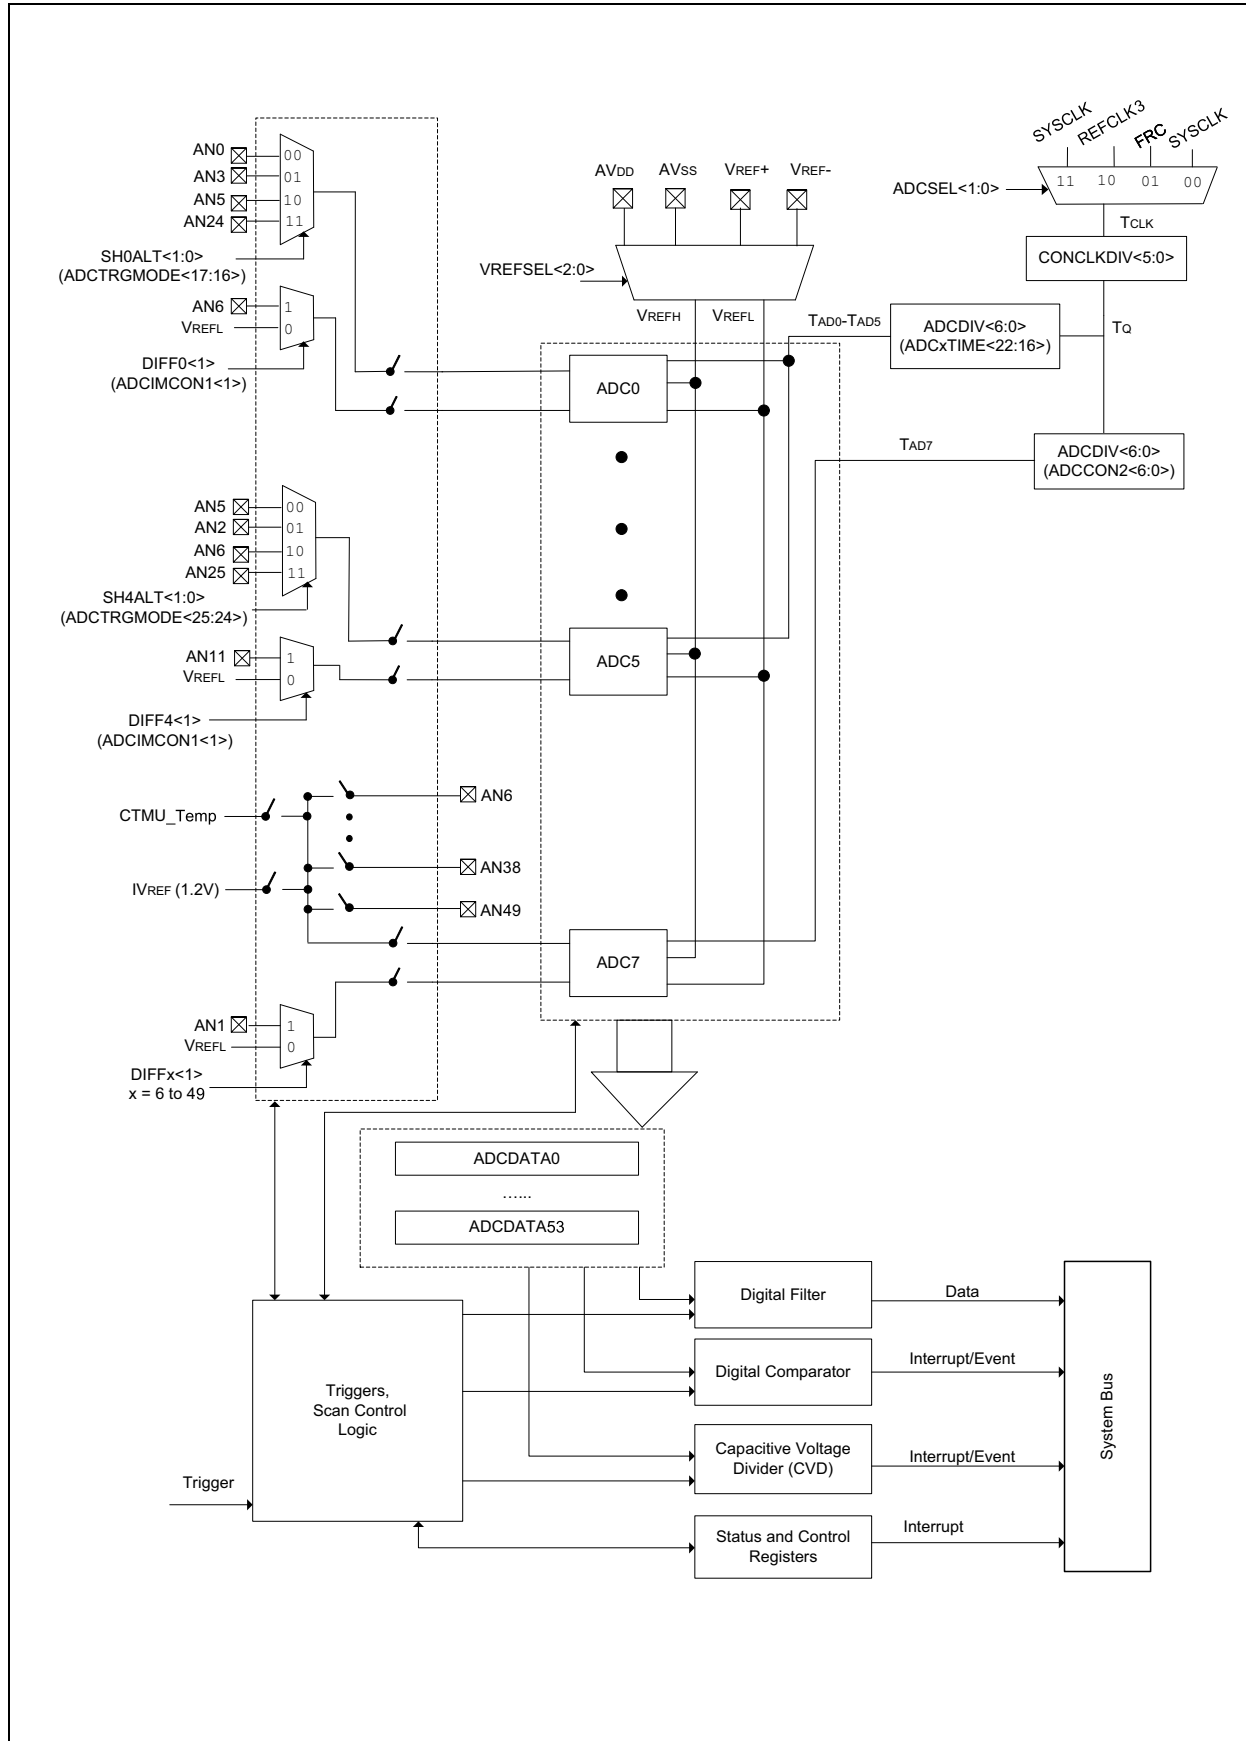 SYSCLK
REFCLK3
FRC
SYSCLK
ADCSEL<1:0>
11 10 01 00
TCLK
CONCLKDIV<5:0>
TQ
AN0
00
AN3
01
AN5
10
AN24
11
SH0ALT<1:0>
(ADCTRGMODE<17:16>)
AN6
1
VREFL
0
DIFF0<1>
(ADCIMCON1<1>)
AVDD
AVSS
VREF+
VREF-
VREFSEL<2:0>
VREFH
VREFL
TAD0-TAD5
ADCDIV<6:0>
(ADCxTIME<22:16>)
ADC0
TAD7
ADCDIV<6:0>
(ADCCON2<6:0>)
AN5
00
AN2
01
AN6
10
AN25
11
SH4ALT<1:0>
(ADCTRGMODE<25:24>)
AN11
1
VREFL
0
DIFF4<1>
(ADCIMCON1<1>)
ADC5
CTMU_Temp
AN6
AN38
IVREF (1.2V)
AN49
ADC7
AN1
1
VREFL
0
DIFFx<1>
x = 6 to 49
ADCDATA0
…...
ADCDATA53
Triggers,
Scan Control
Logic
Trigger
Digital Filter
Data
Digital Comparator
Interrupt/Event
Capacitive Voltage
Divider (CVD)
Interrupt/Event
Status and Control
Registers
Interrupt
System Bus